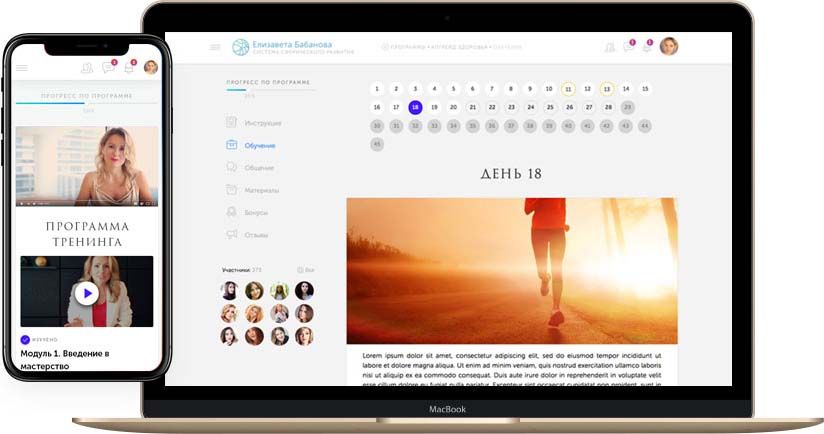 ПРОГРЕСС ПО ПРОГРАММЕ
ПРОГРАММА
ТРЕНИНГА
ИЗУЧЕНО
Модуль 1. Введение в
мастерство
Елизавета Бабанова
СИСТЕМА СФЕРИЧЕСКОГО РАЗВИТИЯ
ПРОГРАММЫ • АПГРЕЙД ЗДОРОВЬЯ •
ПРОГРЕСС ПО ПРОГРАММЕ
Инструкция
Обучение
Общение
Материалы
Бонусы
Отзывы
Участники: 273
Все
1 2 3 4 5 6 7 8 9 10 11 12 13 14 15
16 17 18 19 20 21 22 23 24 25 26 27 28 29
30 31 32 33 34 35 36 37 38 39 40 41 42 43 44
45
ДЕНЬ 18
Lorem ipsum dolor sit amet, consectetur adipiscing elit, sed do eiusmod tempor incididunt ut
labore et dolore magna aliqua. Ut enim ad minim veniam, quis nostrud exercitation ullamco laboris
nisi ut aliquip ex ea commodo consequat. Duis aute irure dolor in reprehenderit in voluptate velit
esse cillum dolore eu fugiat nulla pariatur. Excepteur sint occaecat cupidatat non proident, sunt in
MacBook